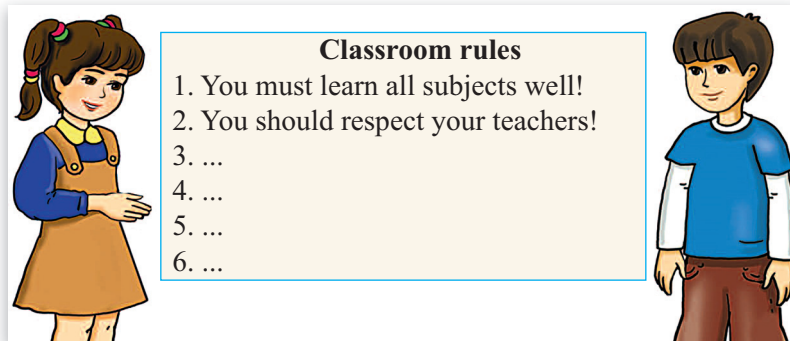 Classroom rules
1. You must learn all subjects well!
2. You should respect your teachers!
3. ...
4. ...
5. ...
6. ...